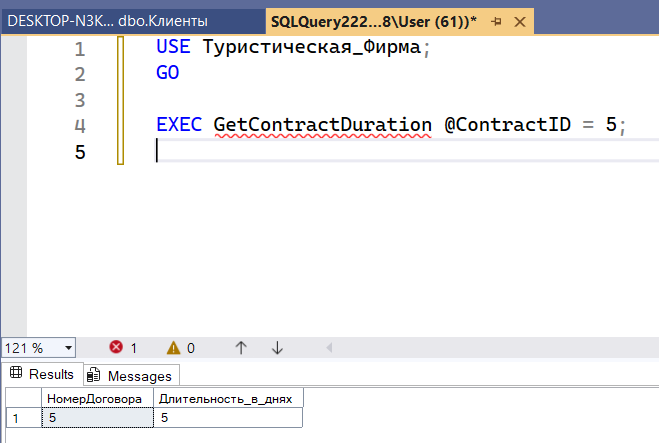 DESKTOP-N3K... dbo.Клиенты SQLQuery222...8\User (61))*
1 USE Туристическая_Фирма;
2 GO
3
4 EXEC GetContractDuration @ContractID = 5;
5
121 % 1 0
Results Messages
НомерДоговора Длительность_в_днях
1 5 5